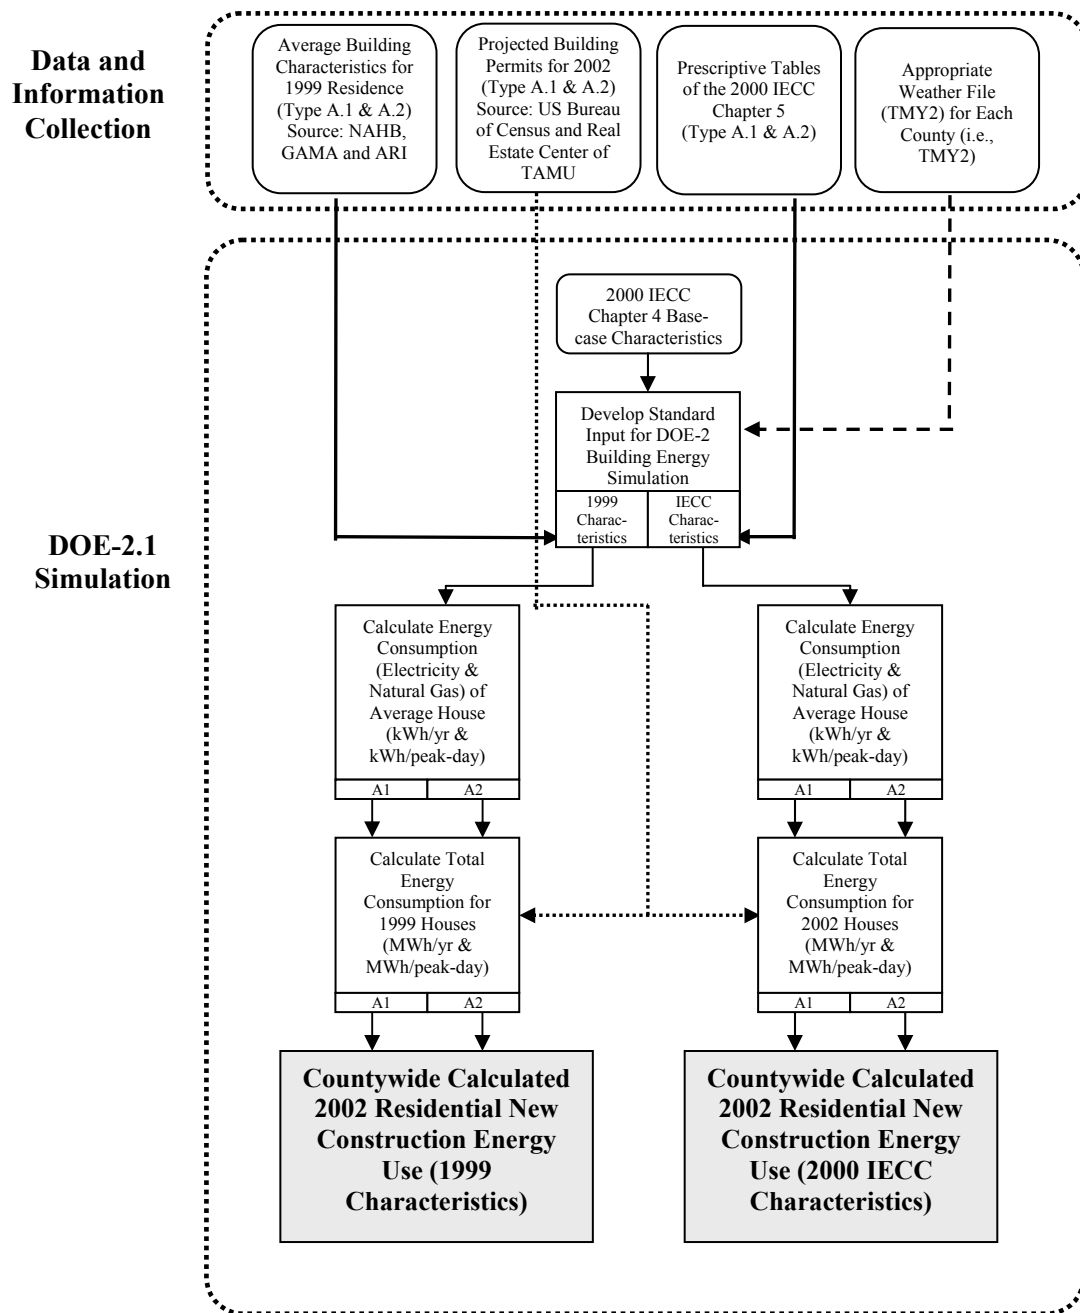 Data and
Information
Collection
Average Building
Characteristics for
1999 Residence
(Type A.1 & A.2)
Source: NAHB,
GAMA and ARI
Projected Building
Permits for 2002
(Type A.1 & A.2)
Source: US Bureau
of Census and Real
Estate Center of
TAMU
Prescriptive Tables
of the 2000 IECC
Chapter 5
(Type A.1 & A.2)
Appropriate
Weather File
(TMY2) for Each
County (i.e.,
TMY2)
DOE-2.1
Simulation
2000 IECC
Chapter 4 Base-
case Characteristics
Develop Standard
Input for DOE-2
Building Energy
Simulation
1999
Charac-
teristics
IECC
Charac-
teristics
Calculate Energy
Consumption
(Electricity &
Natural Gas) of
Average House
(kWh/yr &
kWh/peak-day)
A1
A2
Calculate Energy
Consumption
(Electricity &
Natural Gas) of
Average House
(kWh/yr &
kWh/peak-day)
A1
A2
Calculate Total
Energy
Consumption for
1999 Houses
(MWh/yr &
MWh/peak-day)
A1
A2
Calculate Total
Energy
Consumption for
2002 Houses
(MWh/yr &
MWh/peak-day)
A1
A2
Countywide Calculated
2002 Residential New
Construction Energy
Use (1999
Characteristics)
Countywide Calculated
2002 Residential New
Construction Energy
Use (2000 IECC
Characteristics)